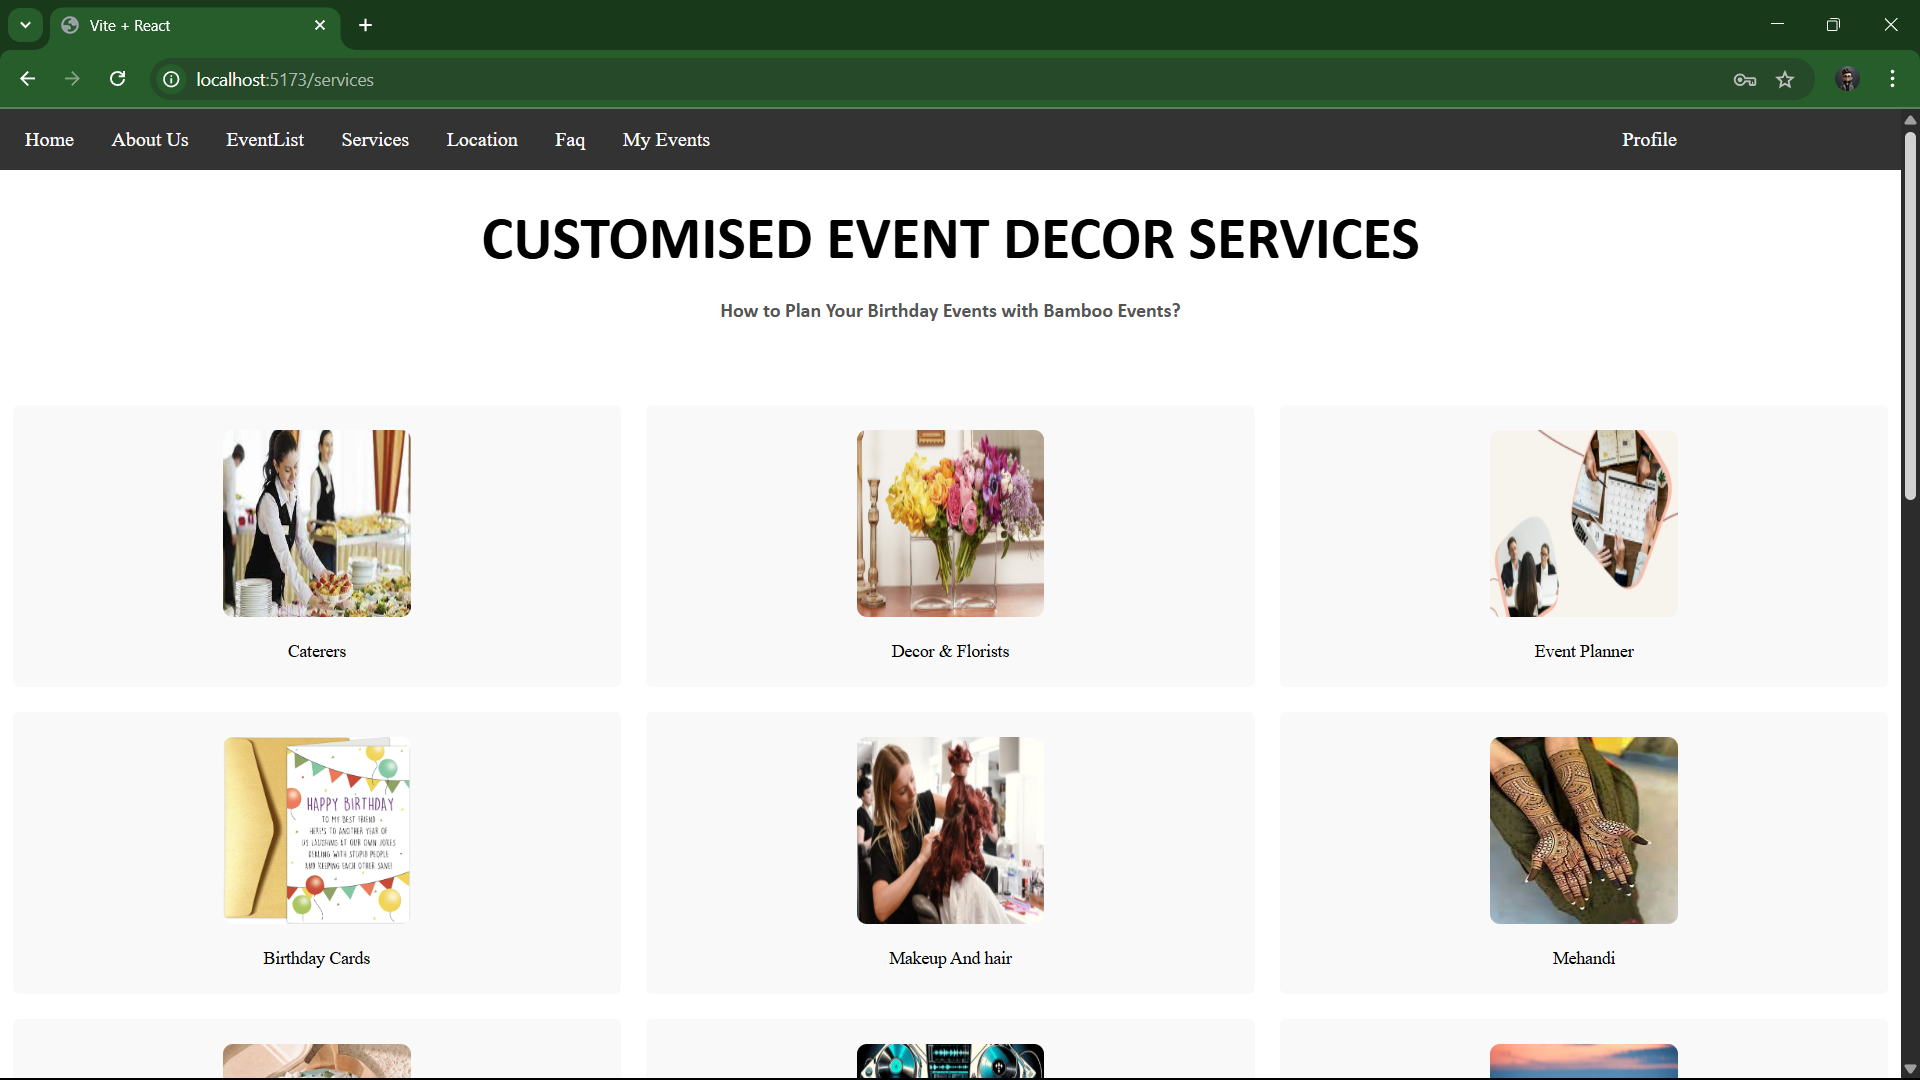 Vite + React
localhost:5173/services
Home About Us EventList Services Location Faq My Events Profile
CUSTOMISED EVENT DECOR SERVICES
How to Plan Your Birthday Events with Bamboo Events?
Caterers Decor & Florists Event Planner
HAPPY BIRTHDAY
TO MY BEST FRIEND
HERE'S TO ANOTHER YEAR OF
US LAUGHING AT OUR OWN JOKES
DEALING WITH STUPID PEOPLE
AND KEEPING EACH OTHER SANE!
Birthday Cards Makeup And hair Mehandi